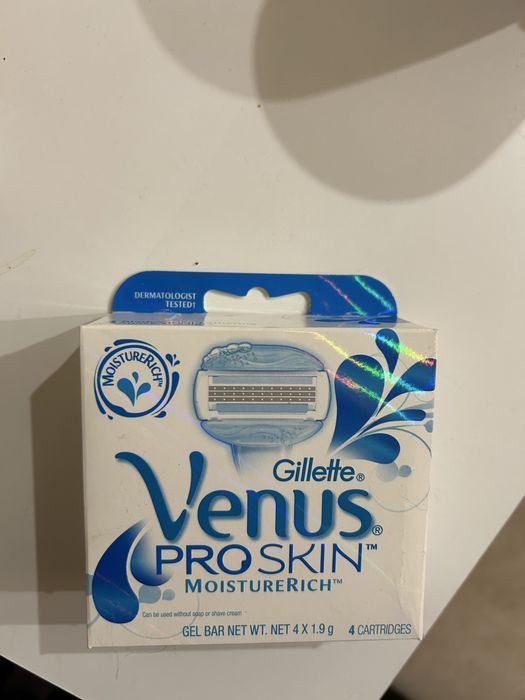 DERMATOLOGIST
TESTED†
MOISTURERICH™
Gillette®
Venus®
PROSKIN™
MOISTURERICH™
Can be used without soap or shave cream
GEL BAR NET WT. NET 4 X 1.9 g 4 CARTRIDGES